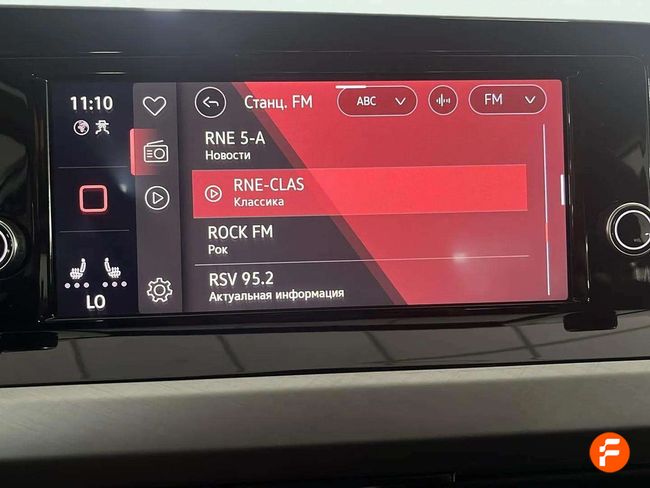 11:10
Станц. FM
ABC
FM
RNE 5-A
Новости
RNE-CLAS
Классика
ROCK FM
Рок
RSV 95.2
Актуальная информация
LO